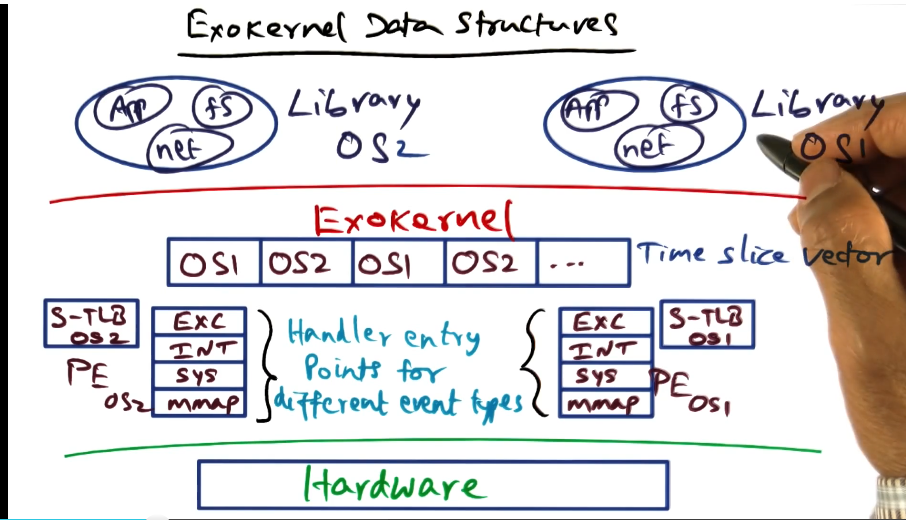 Exokernel Data Structures
App fs net
Library
OS2
App fs net
Library
OS1
Exokernel
OS1 OS2 OS1 OS2 ...
Time slice vector
S-TLB
OS2
PE
OS2
EXC
INT
SYS
mmap
Handler entry
Points for
different event types
EXC
INT
SYS
mmap
S-TLB
OS1
PE
OS1
Hardware